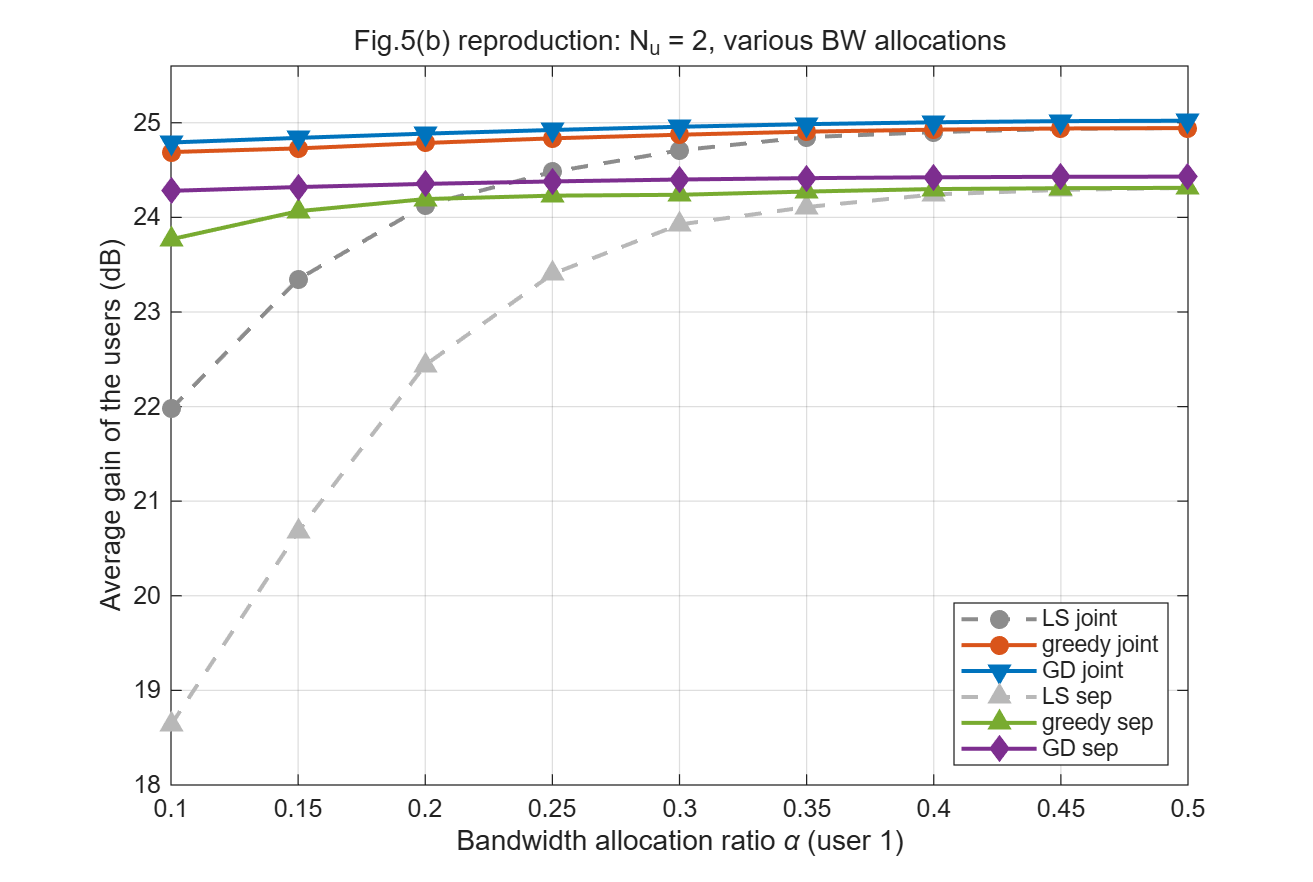 Fig.5(b) reproduction: Nu = 2, various BW allocations
Average gain of the users (dB)
25
24
23
22
21
20
19
18
0.1 0.15 0.2 0.25 0.3 0.35 0.4 0.45 0.5
Bandwidth allocation ratio α (user 1)
LS joint
greedy joint
GD joint
LS sep
greedy sep
GD sep